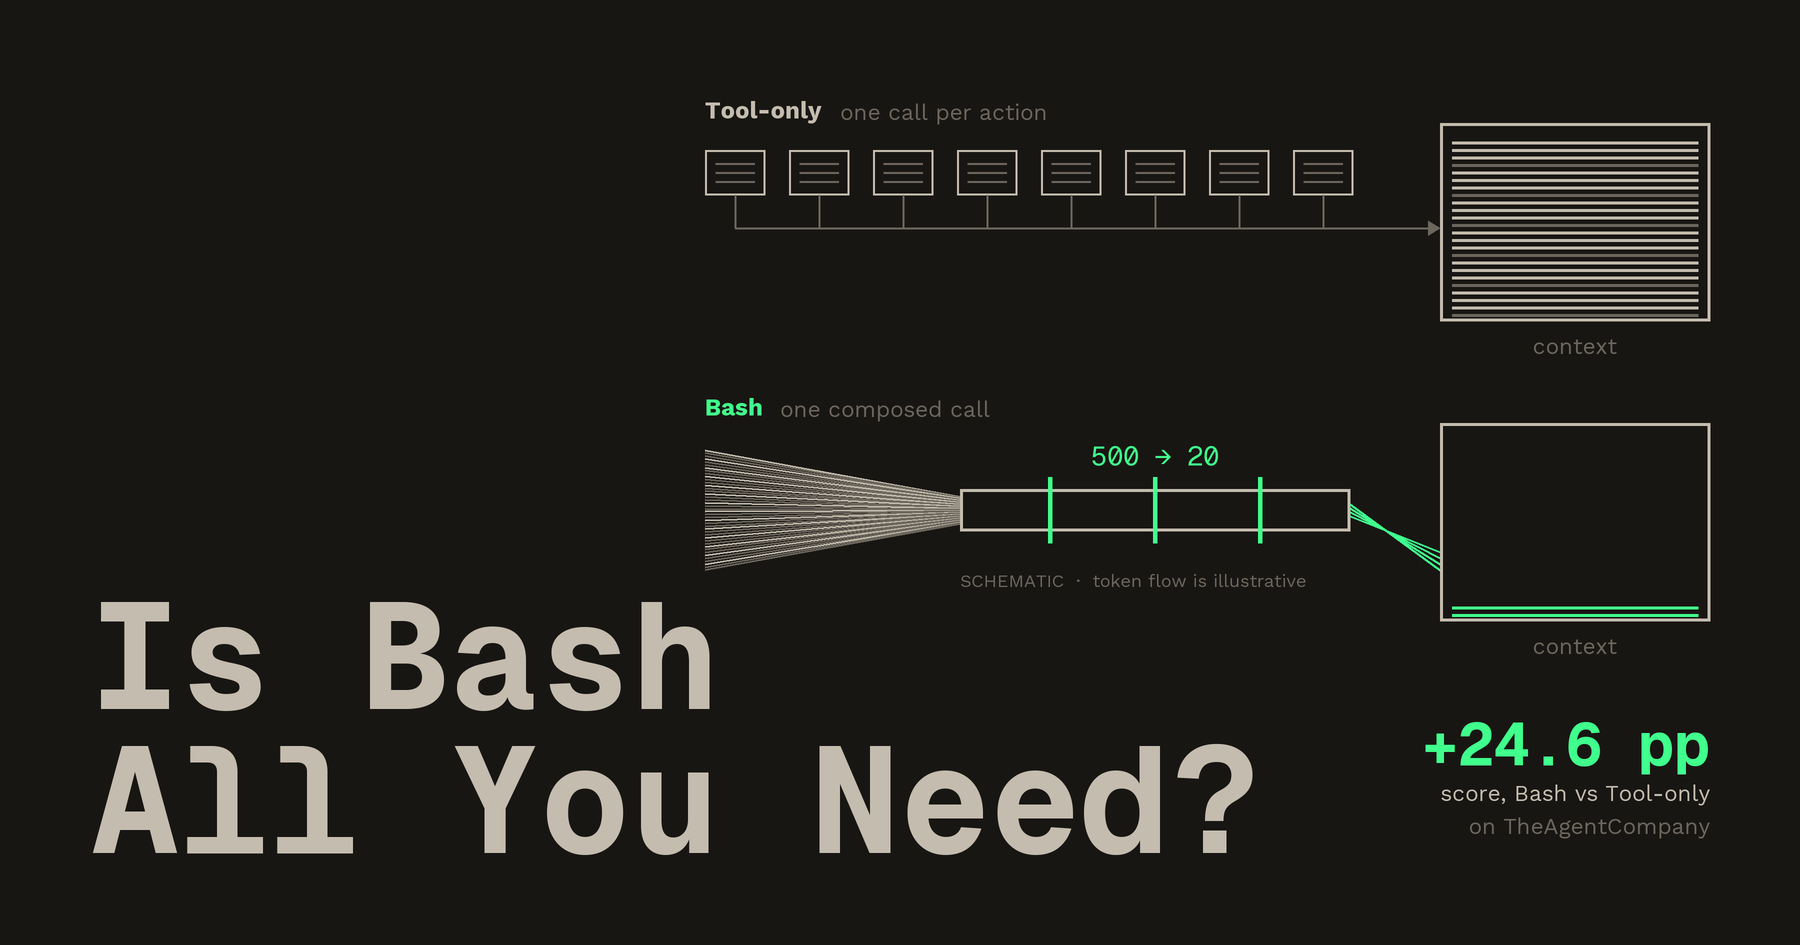 Tool-only one call per action
context
Bash one composed call
500 → 20
SCHEMATIC · token flow is illustrative
context
Is Bash
All You Need?
+24.6 pp
score, Bash vs Tool-only
on TheAgentCompany